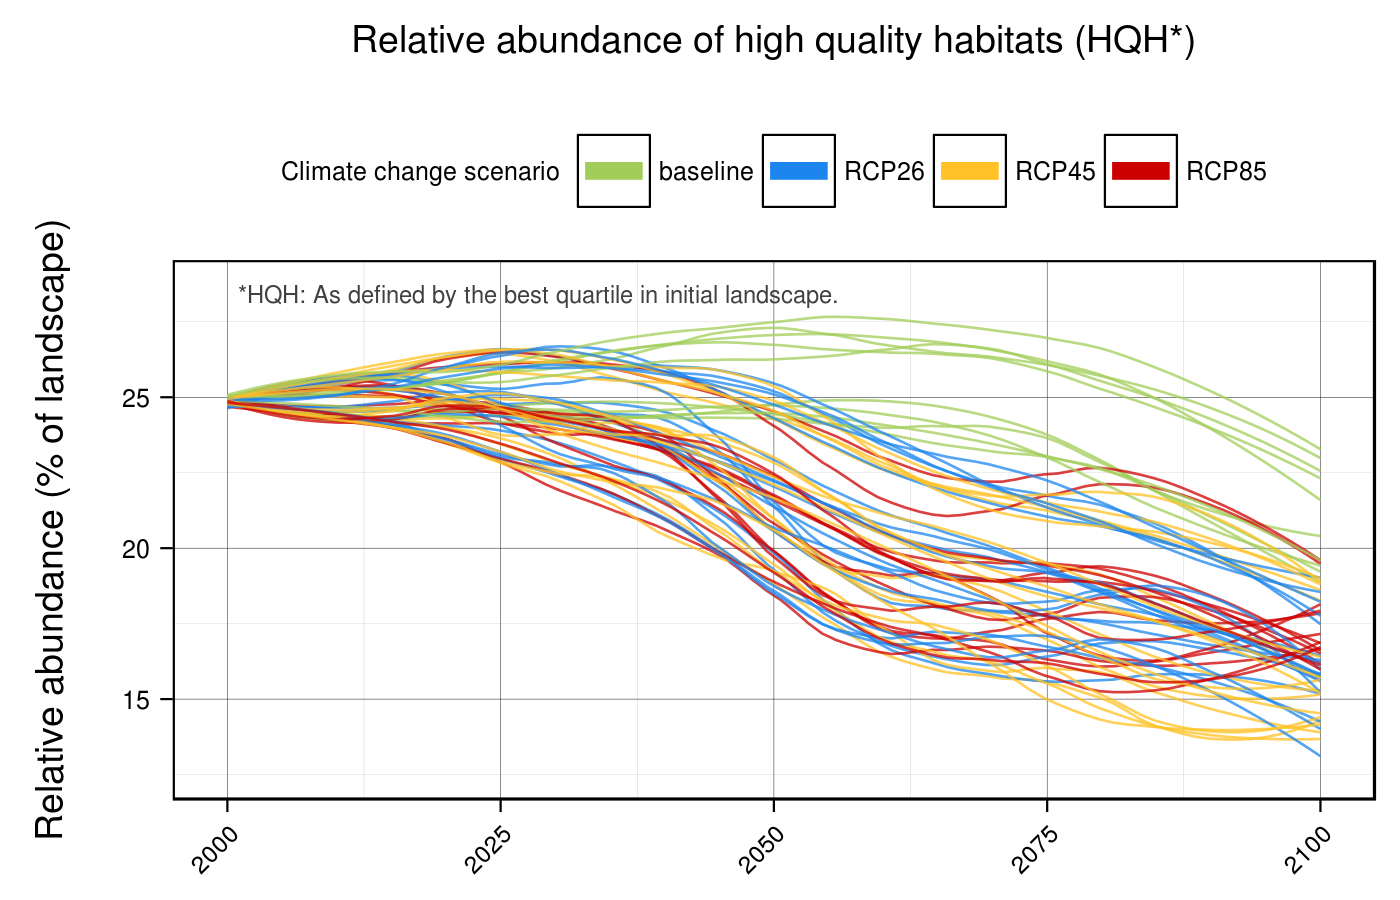 Relative abundance of high quality habitats (HQH*)
Climate change scenario baseline RCP26 RCP45 RCP85
Relative abundance (% of landscape)
*HQH: As defined by the best quartile in initial landscape.
25
20
15
2000 2025 2050 2075 2100